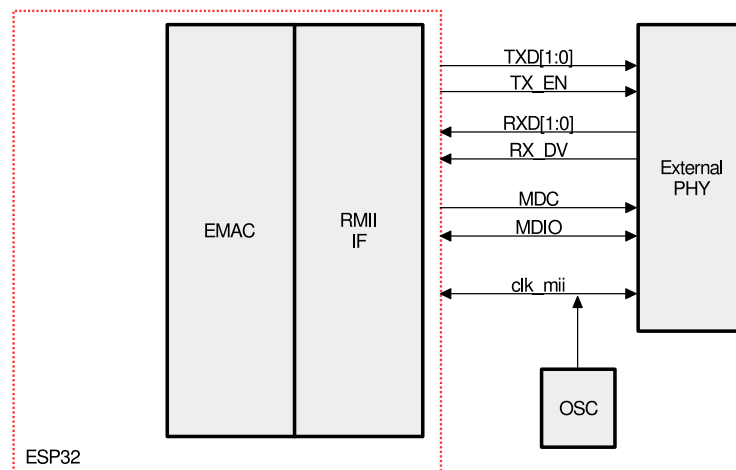 TXD[1:0]
TX_EN
RXD[1:0]
RX_DV
MDC
MDIO
clk_mii
EMAC
RMII
IF
External
PHY
OSC
ESP32